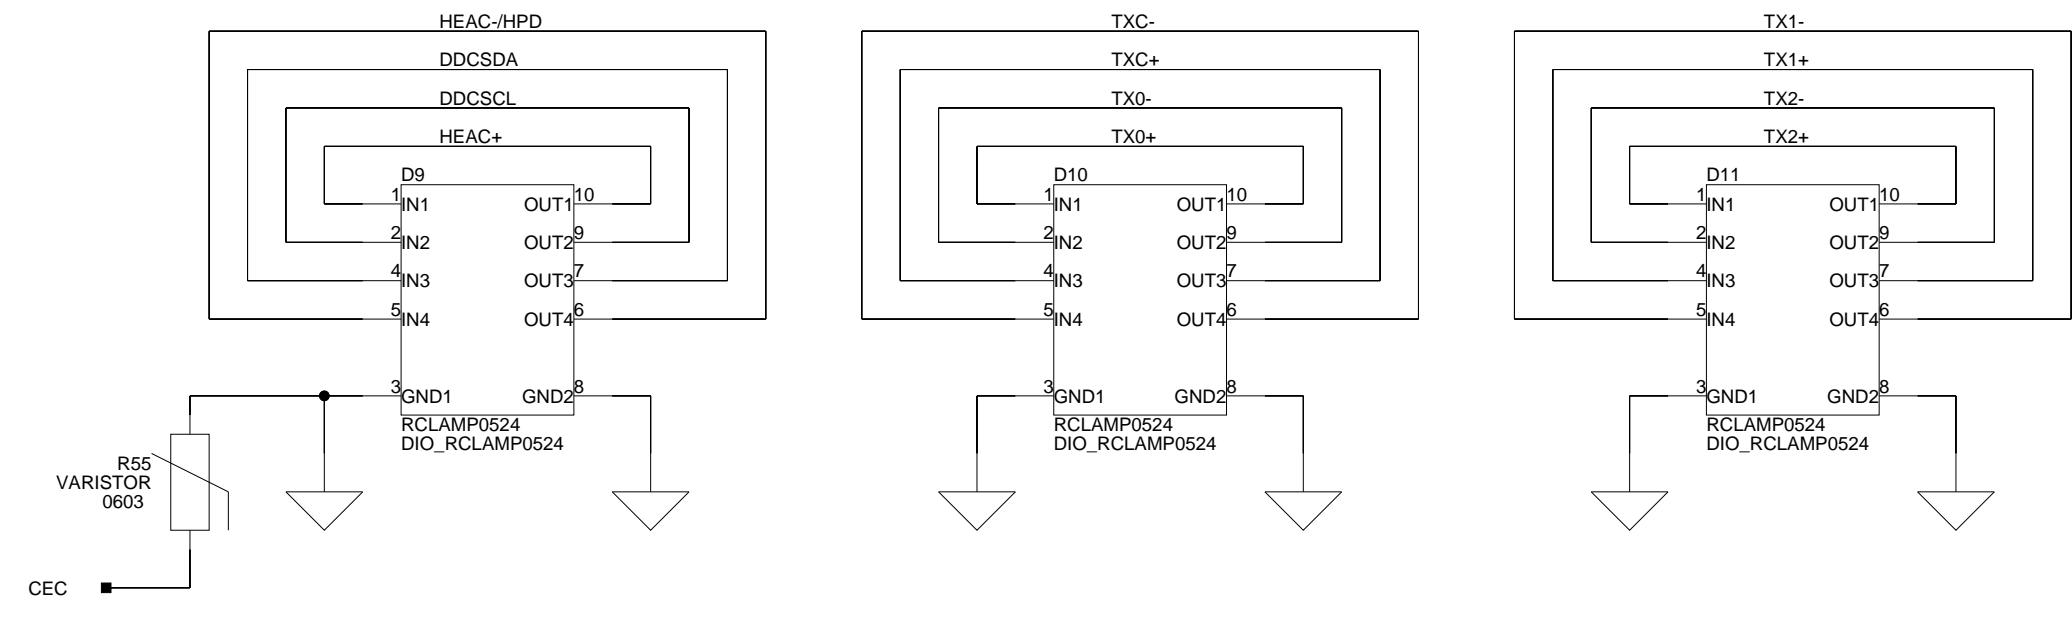 HEAC-/HPD
DDCSDA
DDCSCL
HEAC+
D9
1 IN1 OUT1 10
2 IN2 OUT2 9
4 IN3 OUT3 7
5 IN4 OUT4 6
3 GND1 GND2 8
RCLAMP0524
DIO_RCLAMP0524
R55
VARISTOR
0603
CEC
TXC-
TXC+
TX0-
TX0+
D10
1 IN1 OUT1 10
2 IN2 OUT2 9
4 IN3 OUT3 7
5 IN4 OUT4 6
3 GND1 GND2 8
RCLAMP0524
DIO_RCLAMP0524
TX1-
TX1+
TX2-
TX2+
D11
1 IN1 OUT1 10
2 IN2 OUT2 9
4 IN3 OUT3 7
5 IN4 OUT4 6
3 GND1 GND2 8
RCLAMP0524
DIO_RCLAMP0524